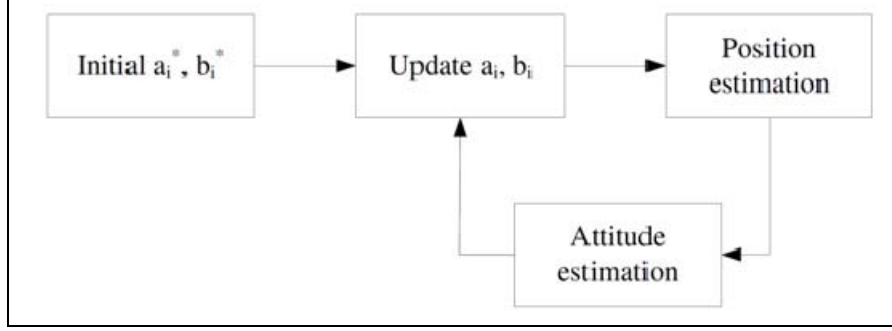 Initial aᵢ*, bᵢ*
Update aᵢ, bᵢ
Position
estimation
Attitude
estimation